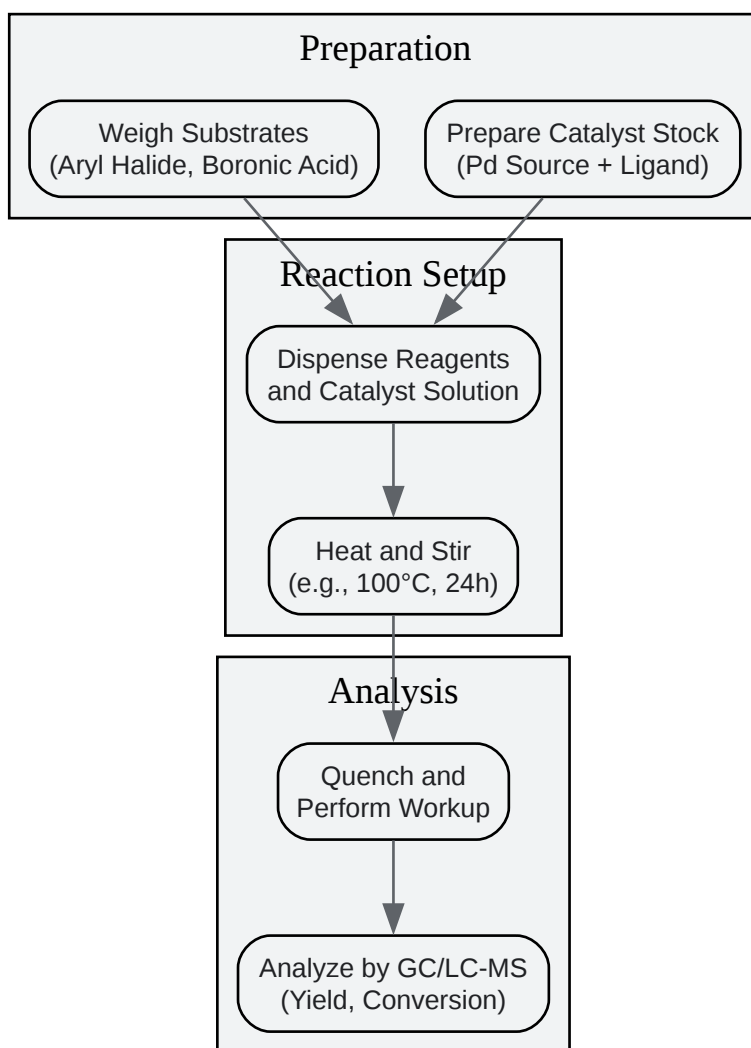 Preparation
Weigh Substrates
(Aryl Halide, Boronic Acid)
Prepare Catalyst Stock
(Pd Source + Ligand)
Reaction Setup
Dispense Reagents
and Catalyst Solution
Heat and Stir
(e.g., 100°C, 24h)
Analysis
Quench and
Perform Workup
Analyze by GC/LC-MS
(Yield, Conversion)